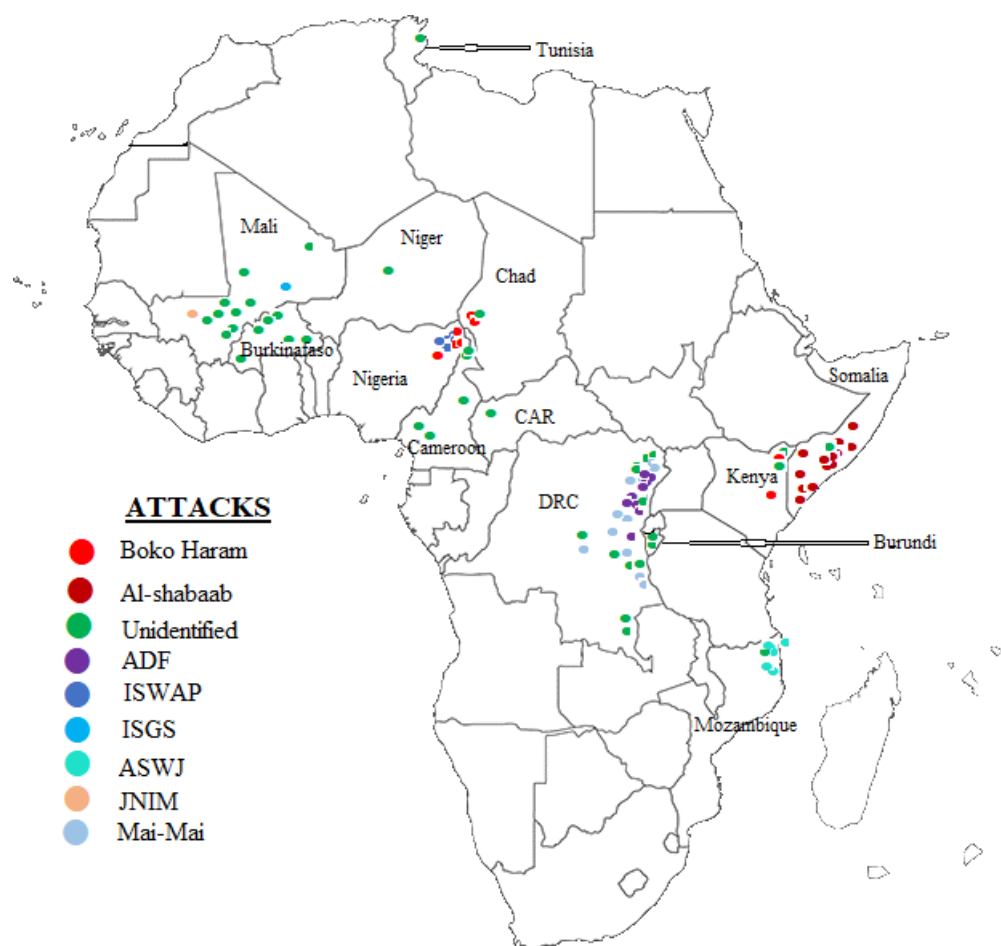 Tunisia
Mali
Niger
Chad
Burkinafaso
Nigeria
Somalia
CAR
Cameroon
Kenya
DRC
Burundi
Mozambique
ATTACKS
Boko Haram
Al-shabaab
Unidentified
ADF
ISWAP
ISGS
ASWJ
JNIM
Mai-Mai